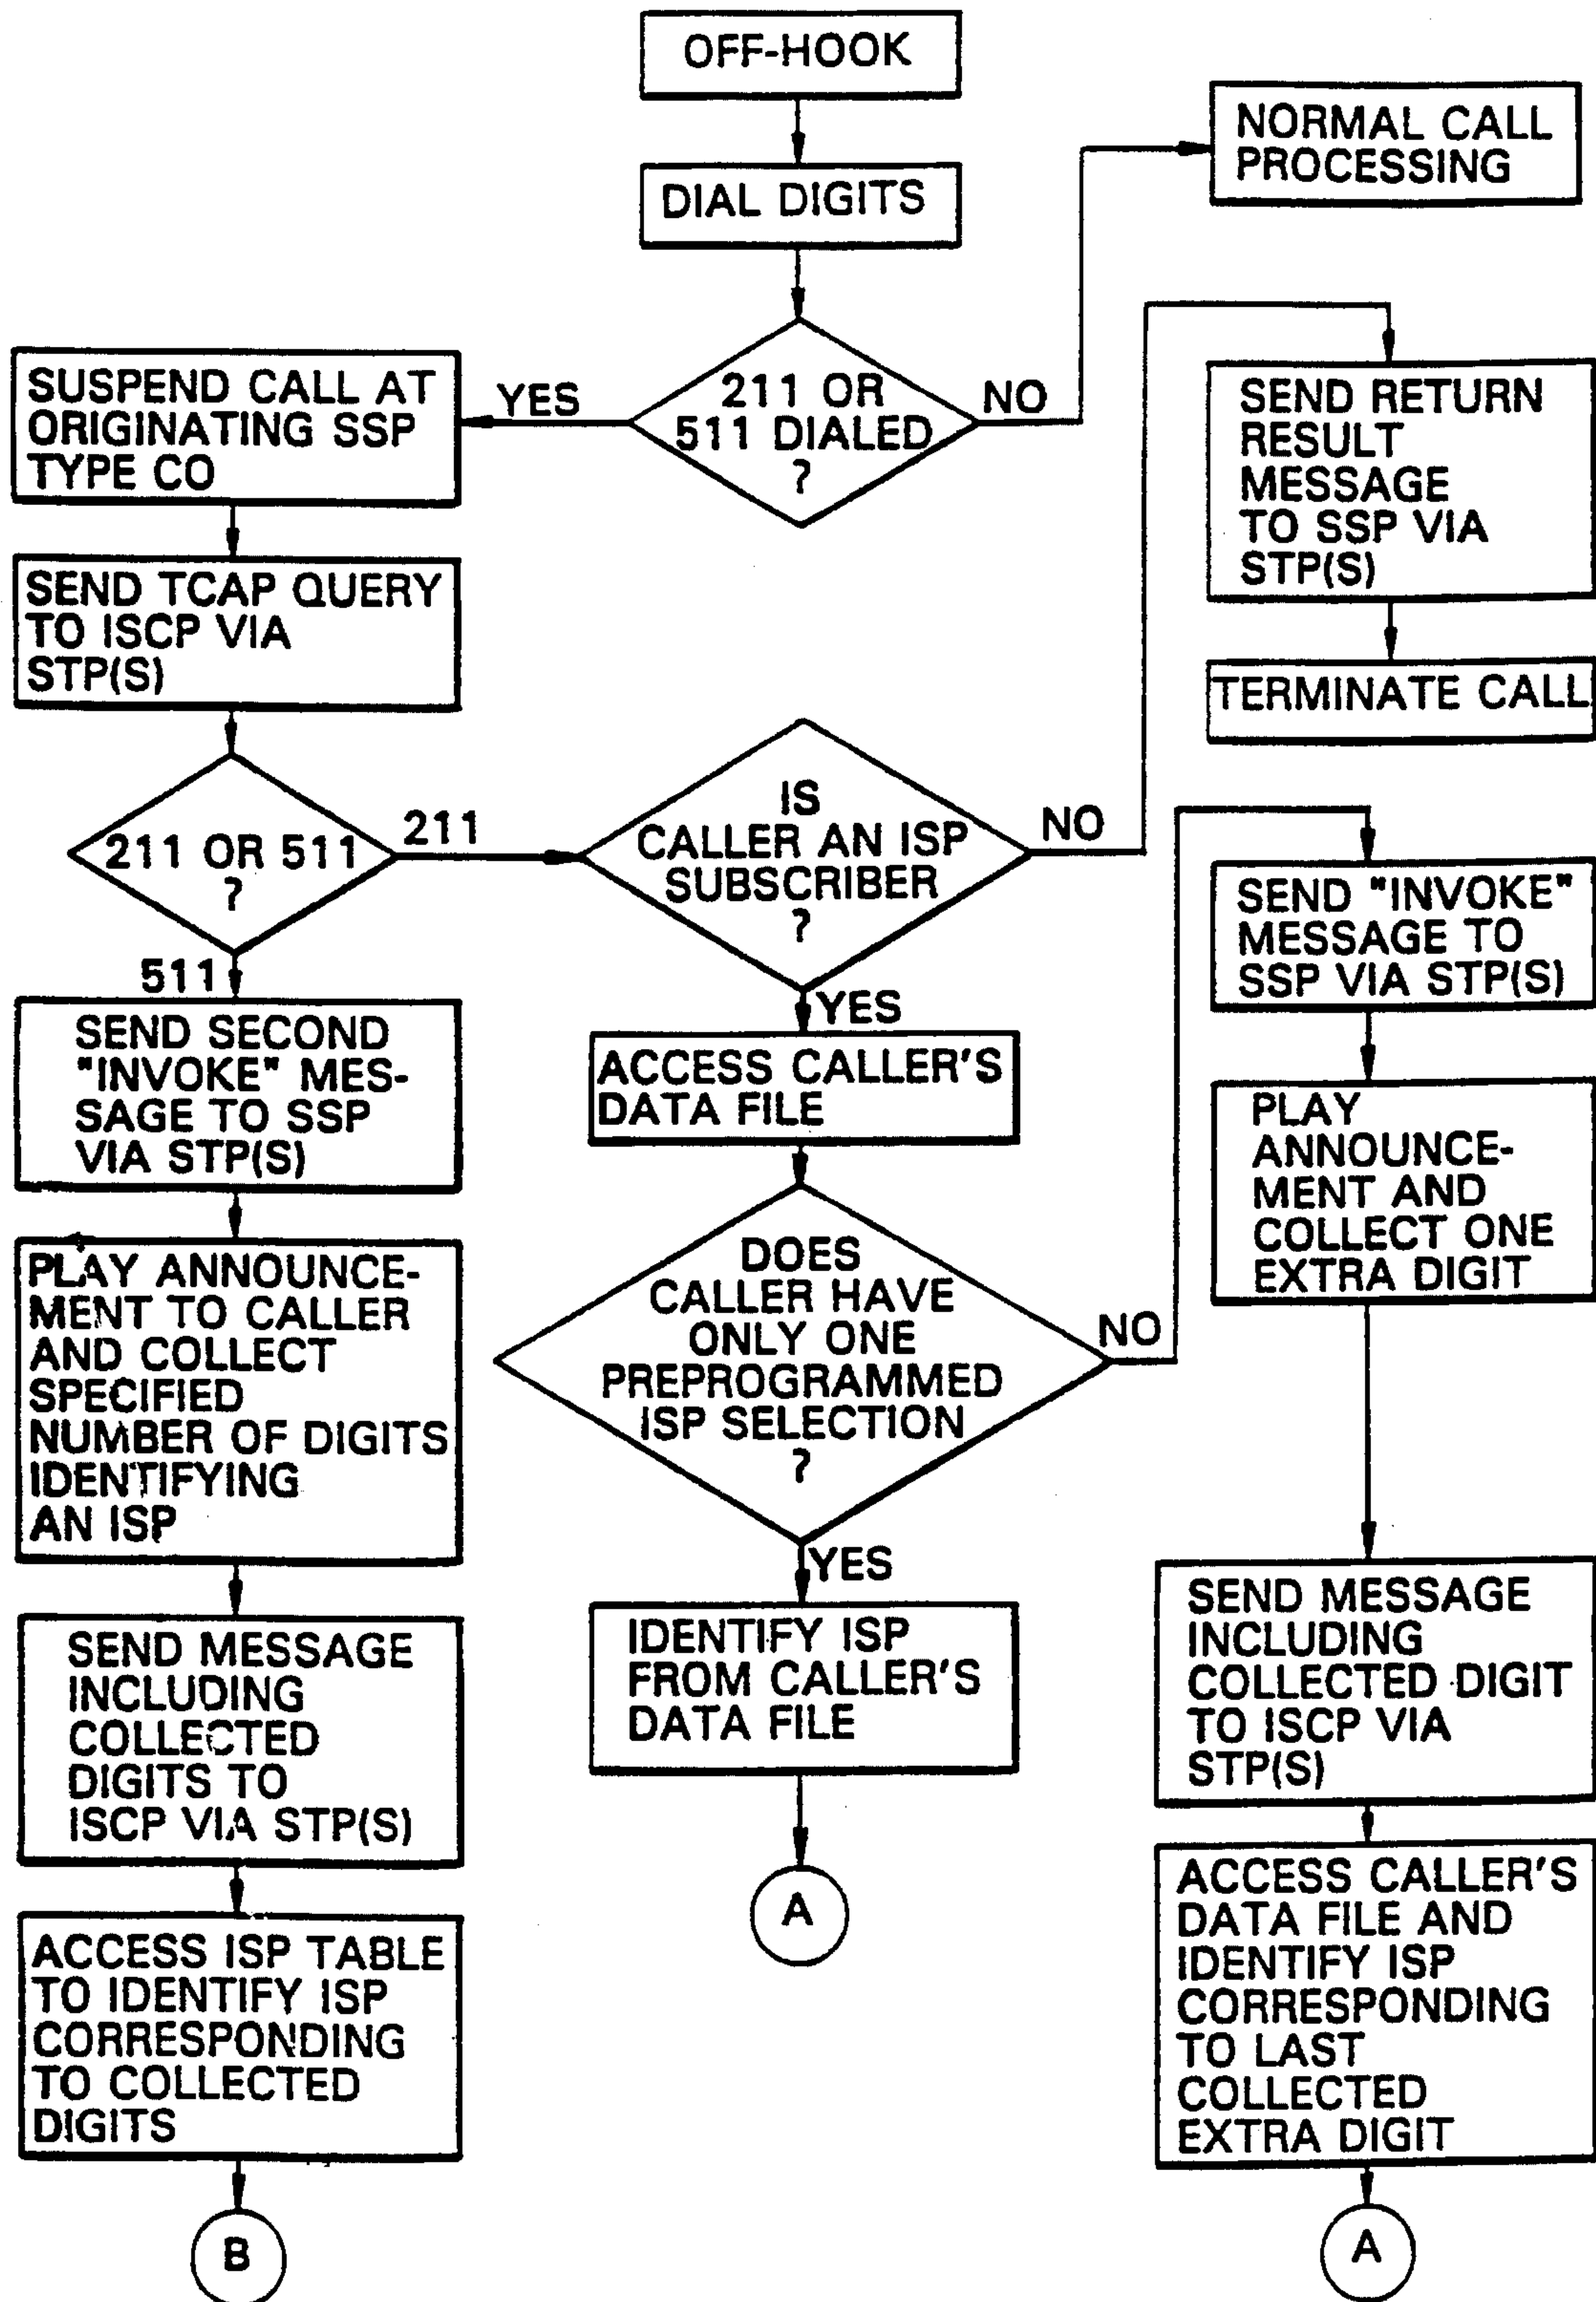 OFF-HOOK
DIAL DIGITS
NORMAL CALL
PROCESSING
211 OR
511 DIALED
?
YES
NO
SUSPEND CALL AT
ORIGINATING SSP
TYPE CO
SEND TCAP QUERY
TO ISCP VIA
STP(S)
SEND RETURN
RESULT
MESSAGE
TO SSP VIA
STP(S)
TERMINATE CALL
211 OR 511
?
211
511
IS
CALLER AN ISP
SUBSCRIBER
?
NO
YES
SEND SECOND
"INVOKE" MES-
SAGE TO SSP
VIA STP(S)
ACCESS CALLER'S
DATA FILE
SEND "INVOKE"
MESSAGE TO
SSP VIA STP(S)
PLAY
ANNOUNCE-
MENT AND
COLLECT ONE
EXTRA DIGIT
PLAY ANNOUNCE-
MENT TO CALLER
AND COLLECT
SPECIFIED
NUMBER OF DIGITS
IDENTIFYING
AN ISP
DOES
CALLER HAVE
ONLY ONE
PREPROGRAMMED
ISP SELECTION
?
NO
YES
SEND MESSAGE
INCLUDING
COLLECTED
DIGITS TO
ISCP VIA STP(S)
IDENTIFY ISP
FROM CALLER'S
DATA FILE
A
SEND MESSAGE
INCLUDING
COLLECTED DIGIT
TO ISCP VIA
STP(S)
ACCESS ISP TABLE
TO IDENTIFY ISP
CORRESPONDING
TO COLLECTED
DIGITS
B
ACCESS CALLER'S
DATA FILE AND
IDENTIFY ISP
CORRESPONDING
TO LAST
COLLECTED
EXTRA DIGIT
A